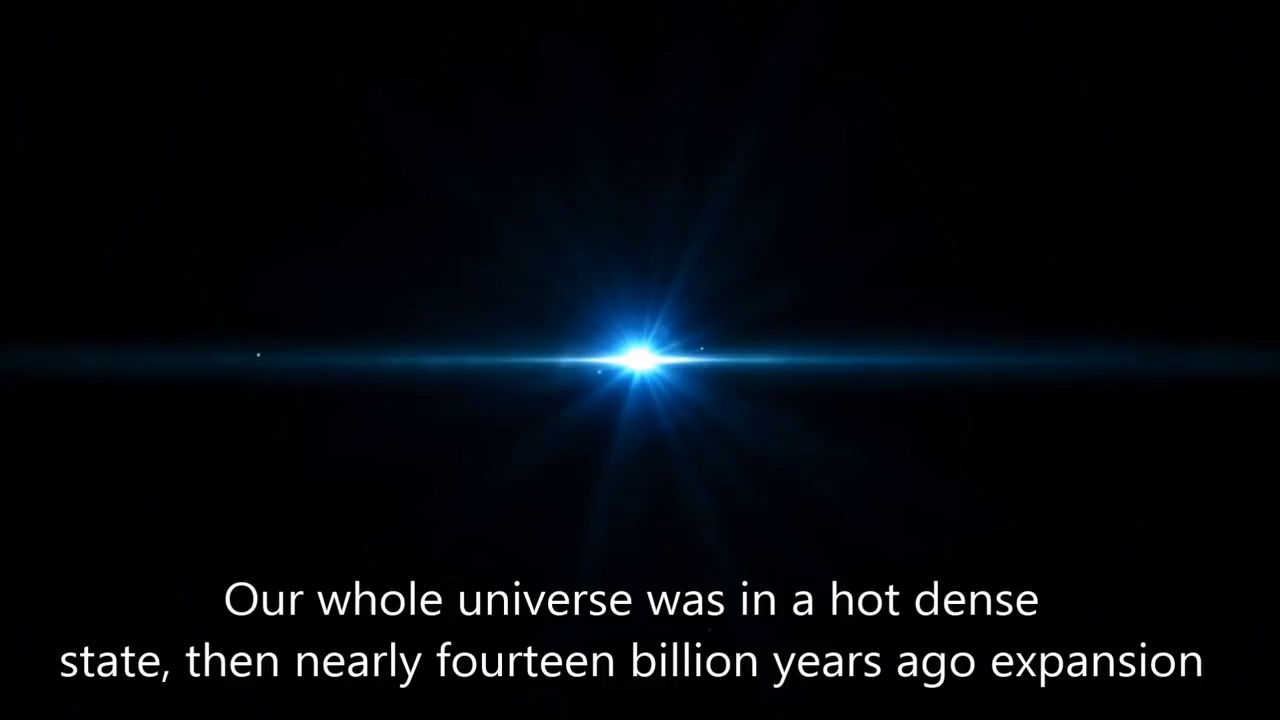 Our whole universe was in a hot dense
state, then nearly fourteen billion years ago expansion